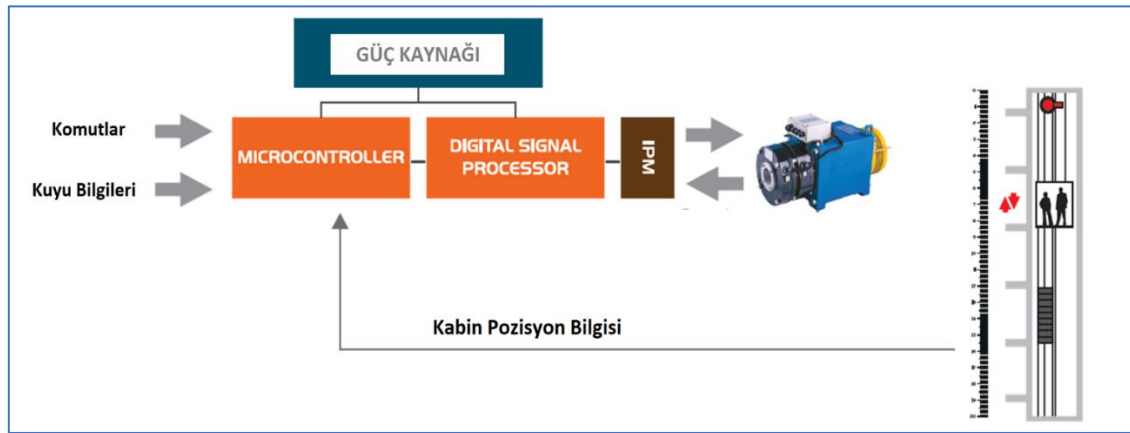 GÜÇ KAYNAĞI
Komutlar
Kuyu Bilgileri
MICROCONTROLLER
DIGITAL SIGNAL
PROCESSOR
IPM
Kabin Pozisyon Bilgisi